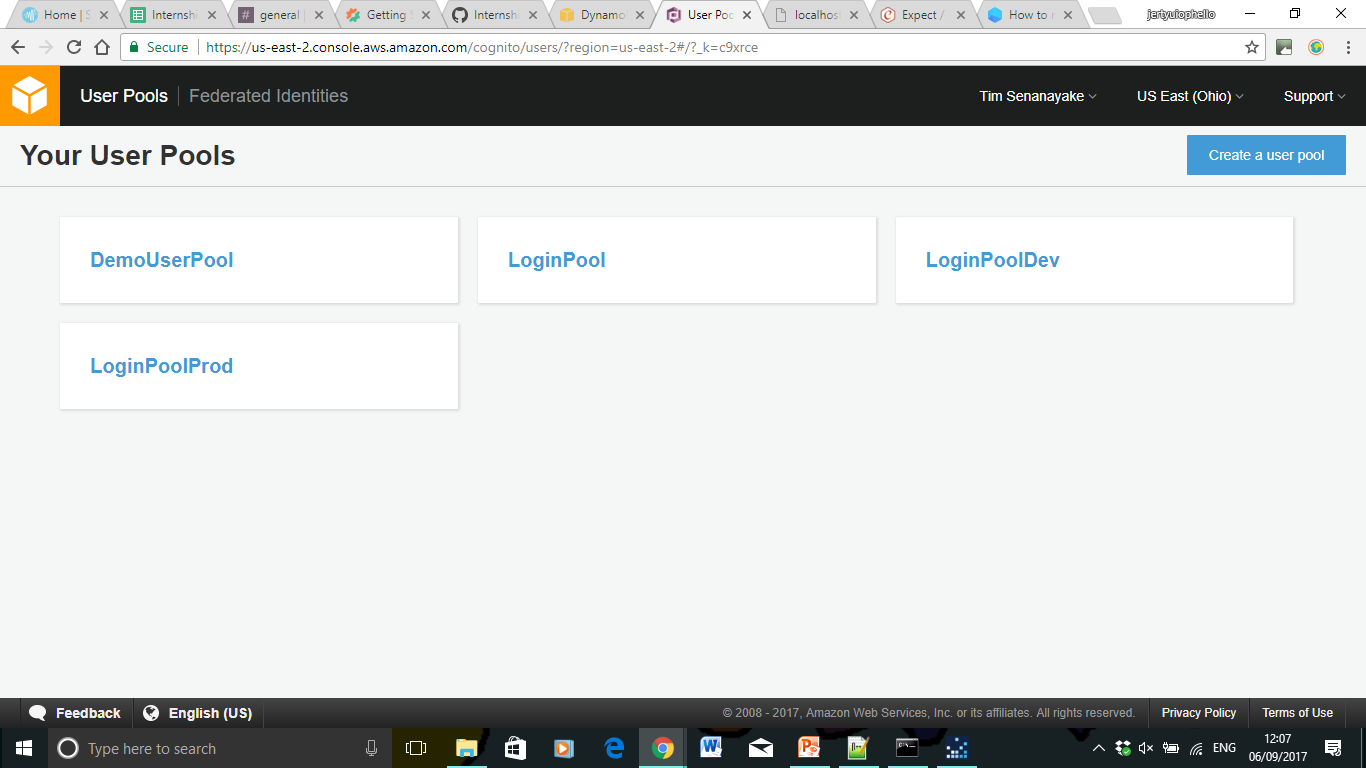 Home | S
Internsh
general |
Getting S
Internsh
Dynamo
User Poo
localhost
Expect /
How to r
jertyuiophello
Secure
https://us-east-2.console.aws.amazon.com/cognito/users/?region=us-east-2#/?_k=c9xrce
User Pools
Federated Identities
Tim Senanayake
US East (Ohio)
Support
Your User Pools
Create a user pool
DemoUserPool
LoginPool
LoginPoolDev
LoginPoolProd
Feedback
English (US)
© 2008 - 2017, Amazon Web Services, Inc. or its affiliates. All rights reserved.
Privacy Policy
Terms of Use
Type here to search
ENG
12:07
06/09/2017